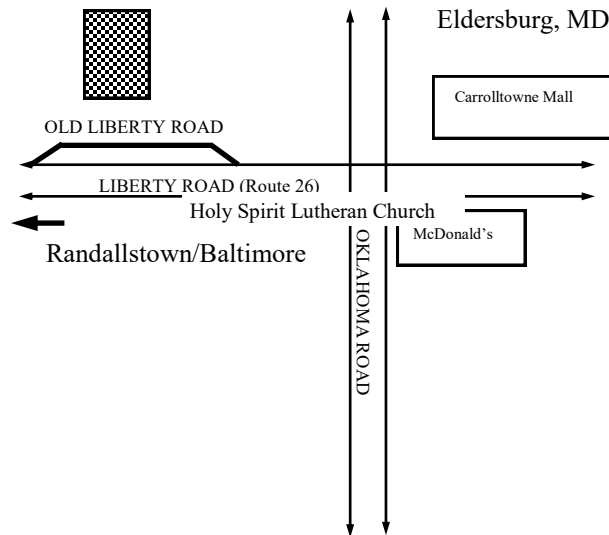 Eldersburg, MD
Carrolltowne Mall
OLD LIBERTY ROAD
LIBERTY ROAD (Route 26)
Holy Spirit Lutheran Church
McDonald's
Randallstown/Baltimore
OKLAHOMA ROAD